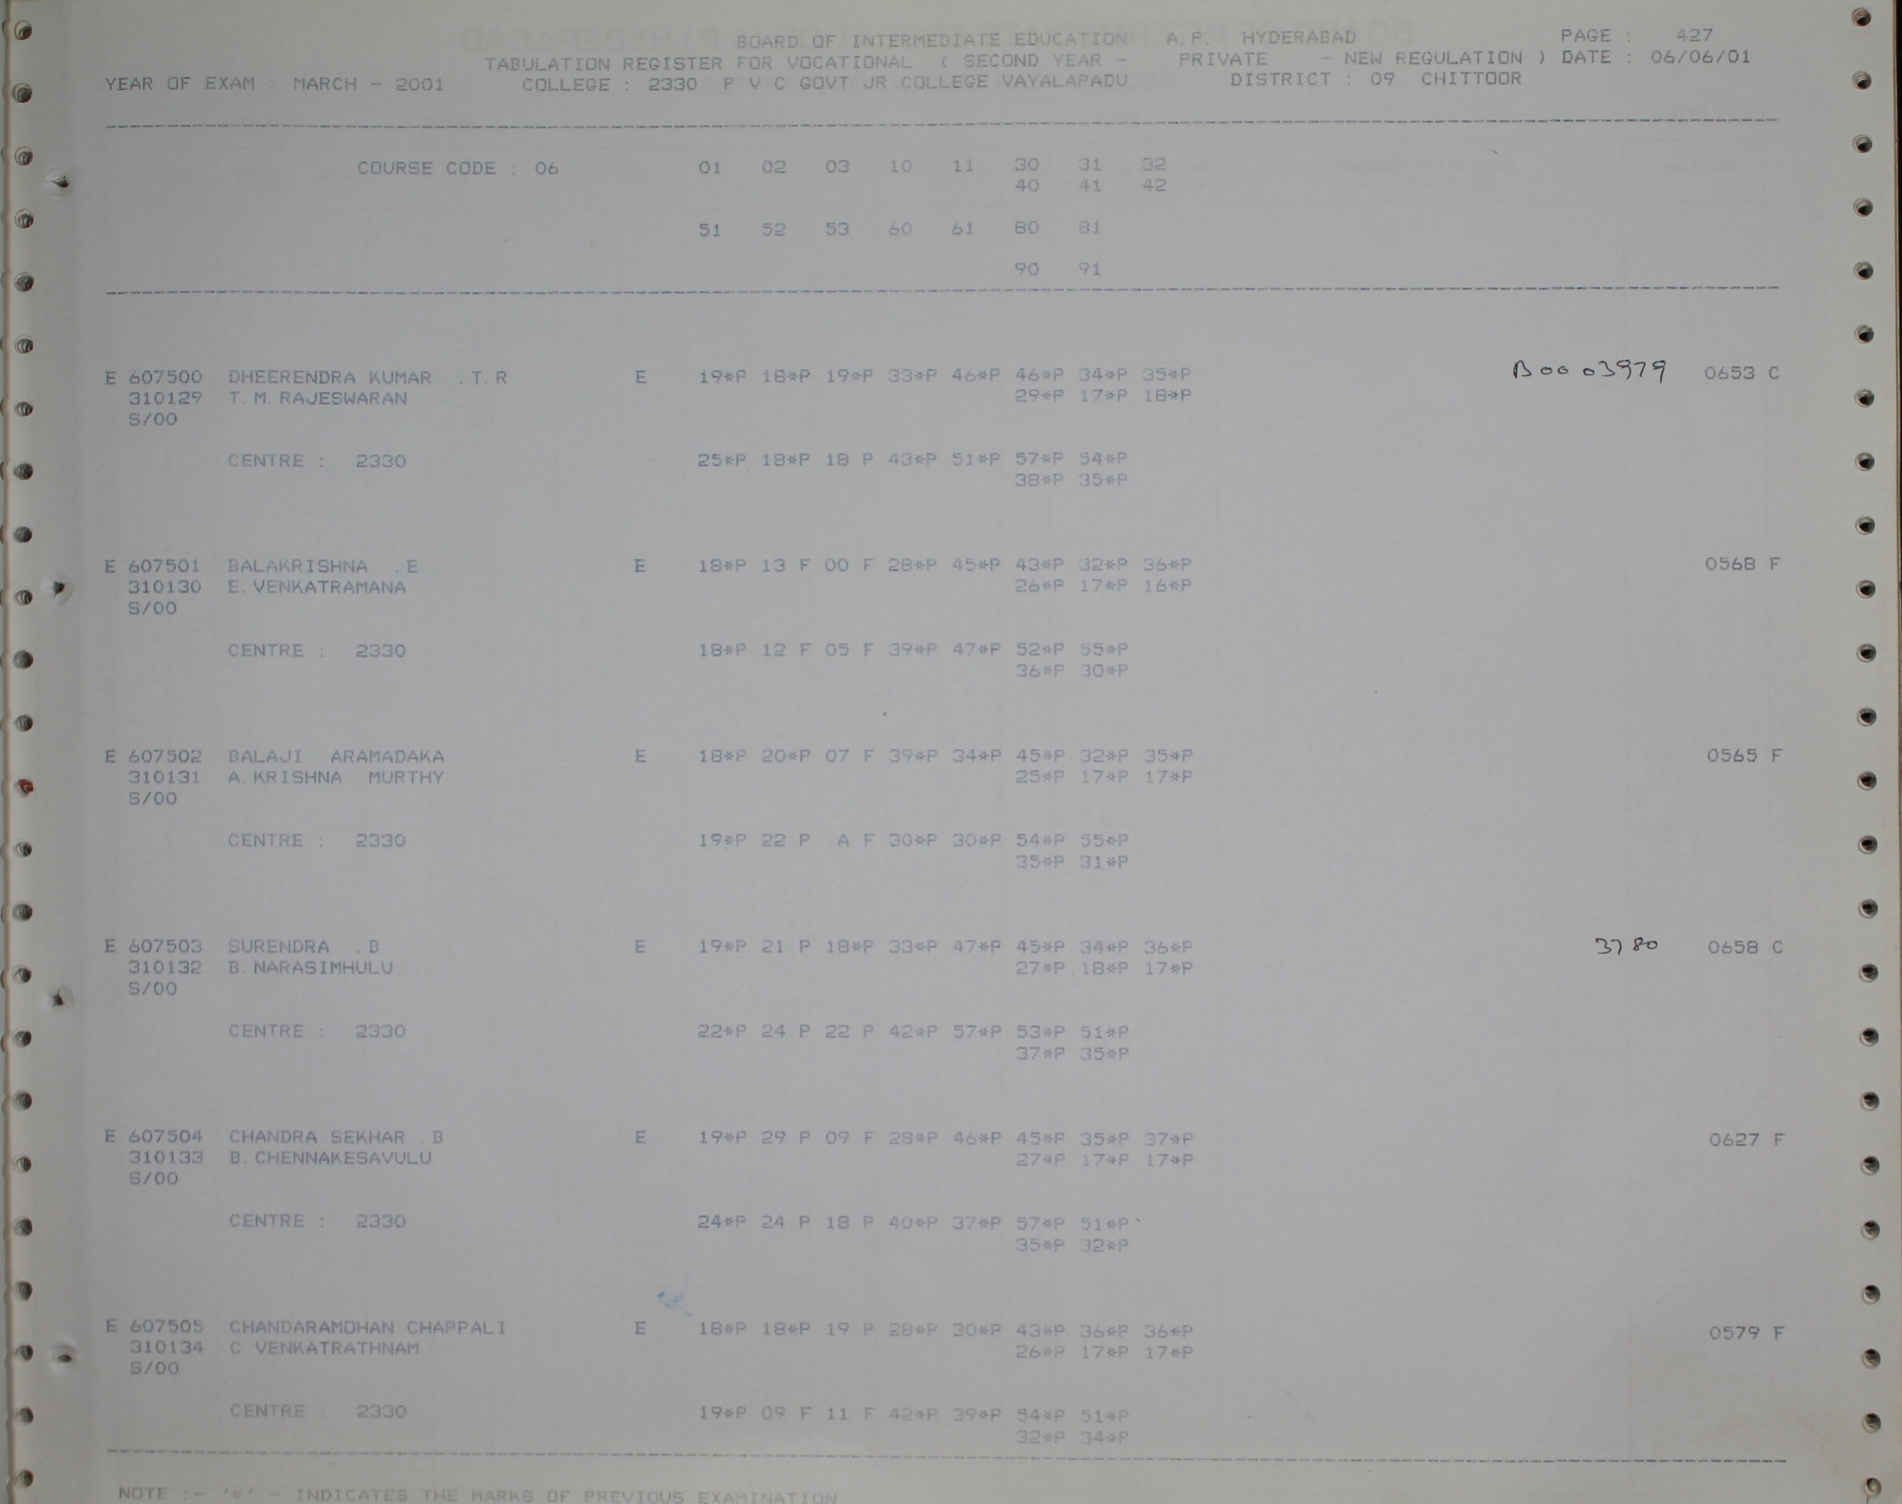 BOARD OF INTERMEDIATE EDUCATION A.P. HYDERABAD PAGE : 427
TABULATION REGISTER FOR VOCATIONAL ( SECOND YEAR - PRIVATE - NEW REGULATION ) DATE : 06/06/01
YEAR OF EXAM : MARCH - 2001 COLLEGE : 2330 P V C GOVT JR COLLEGE VAYALAPADU DISTRICT : 09 CHITTOOR
COURSE CODE : 06 01 02 03 10 11 30 31 32
40 41 42
51 52 53 60 61 80 81
90 91
E 607500 DHEERENDRA KUMAR .T.R E 19*P 18*P 19*P 33*P 46*P 46*P 34*P 35*P B00 03979 0653 C
310129 T.M.RAJESWARAN 29*P 17*P 18*P
S/00
CENTRE : 2330 25*P 18*P 18 P 43*P 51*P 57*P 54*P
38*P 35*P
E 607501 BALAKRISHNA .E E 18*P 13 F 00 F 28*P 45*P 43*P 32*P 36*P 0568 F
310130 E.VENKATRAMANA 26*P 17*P 16*P
S/00
CENTRE : 2330 18*P 12 F 05 F 39*P 47*P 52*P 55*P
36*P 30*P
E 607502 BALAJI ARAMADAKA E 18*P 20*P 07 F 39*P 34*P 45*P 32*P 35*P 0565 F
310131 A.KRISHNA MURTHY 25*P 17*P 17*P
S/00
CENTRE : 2330 19*P 22 P A F 30*P 30*P 54*P 55*P
35*P 31*P
E 607503 SURENDRA .B E 19*P 21 P 18*P 33*P 47*P 45*P 34*P 36*P 3780 0658 C
310132 B.NARASIMHULU 27*P 18*P 17*P
S/00
CENTRE : 2330 22*P 24 P 22 P 42*P 57*P 53*P 51*P
37*P 35*P
E 607504 CHANDRA SEKHAR .B E 19*P 29 P 09 F 28*P 46*P 45*P 35*P 37*P 0627 F
310133 B.CHENNAKESAVULU 27*P 17*P 17*P
S/00
CENTRE : 2330 24*P 24 P 18 P 40*P 37*P 57*P 51*P
35*P 32*P
E 607505 CHANDARAMOHAN CHAPPALI E 18*P 18*P 19 P 28*P 30*P 43*P 36*P 36*P 0579 F
310134 C VENKATRATHNAM 26*P 17*P 17*P
S/00
CENTRE : 2330 19*P 09 F 11 F 42*P 39*P 54*P 51*P
32*P 34*P
NOTE :- '*' - INDICATES THE MARKS OF PREVIOUS EXAMINATION